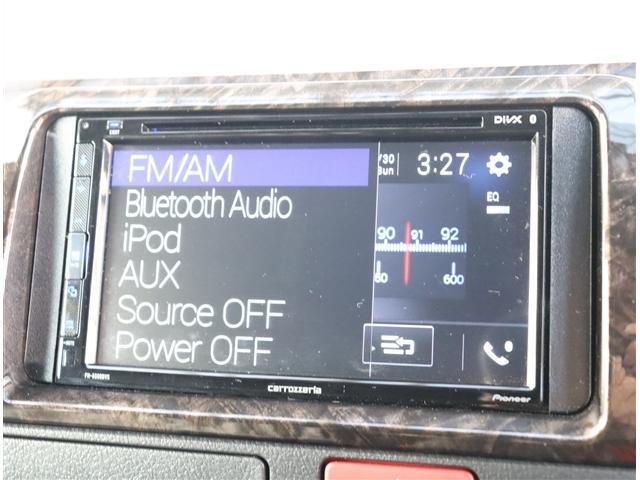 DIVX
FM/AM
Bluetooth Audio
iPod
AUX
Source OFF
Power OFF
/30
Sun
3:27
EQ
90 91 92
60 600
carrozzeria
Pioneer